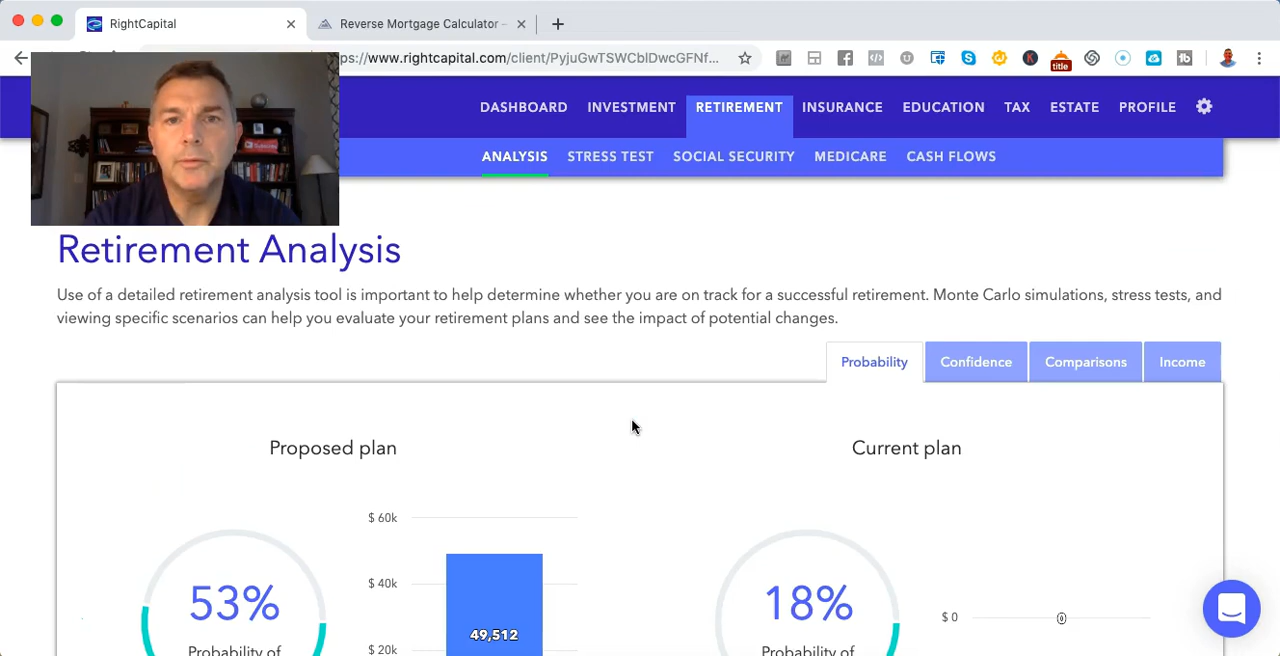 RightCapital
Reverse Mortgage Calculator –
ps://www.rightcapital.com/client/PyjuGwTSWCblDwcGFNf...
title
DASHBOARD INVESTMENT RETIREMENT INSURANCE EDUCATION TAX ESTATE PROFILE
ANALYSIS STRESS TEST SOCIAL SECURITY MEDICARE CASH FLOWS
Retirement Analysis
Use of a detailed retirement analysis tool is important to help determine whether you are on track for a successful retirement. Monte Carlo simulations, stress tests, and
viewing specific scenarios can help you evaluate your retirement plans and see the impact of potential changes.
Probability Confidence Comparisons Income
Proposed plan Current plan
$ 60k
$ 40k
53% 18%
$ 0 0
49,512
$ 20k
Probability of Probability of